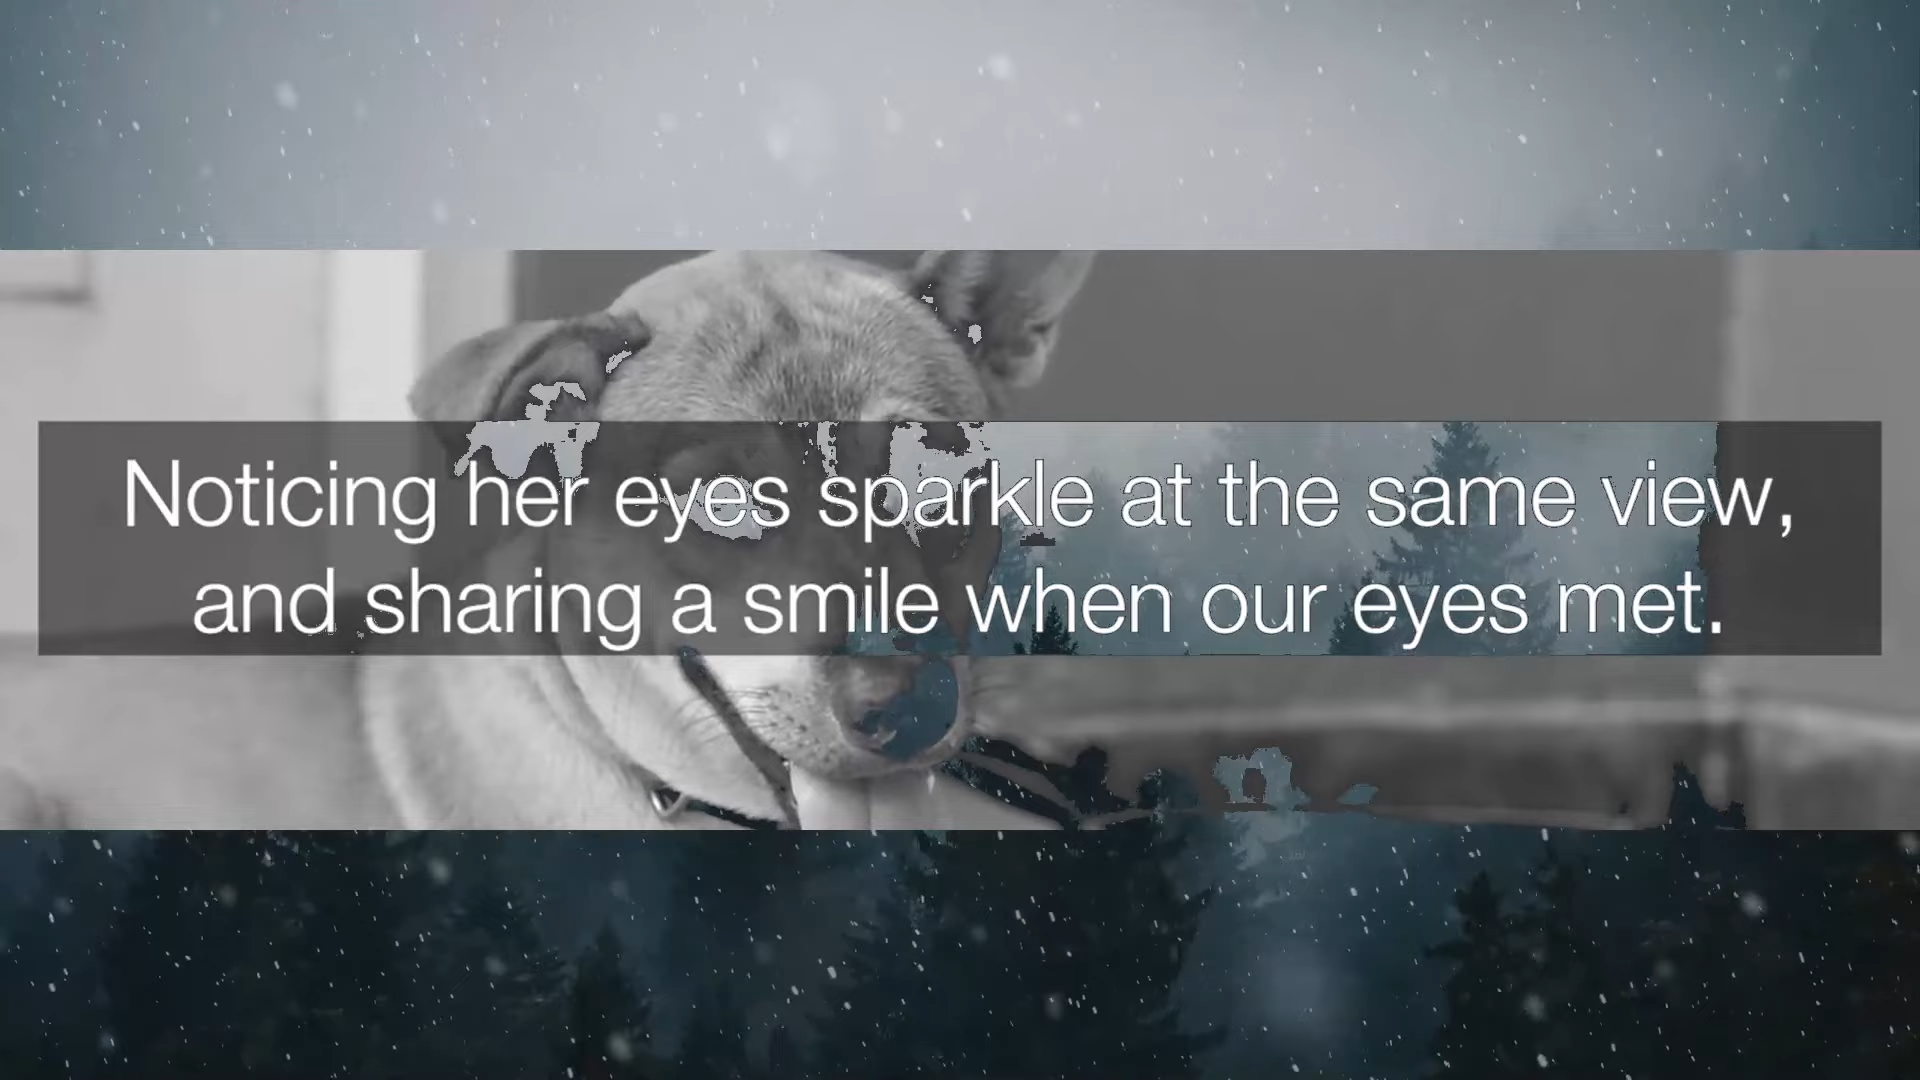 Noticing her eyes sparkle at the same view,
and sharing a smile when our eyes met.